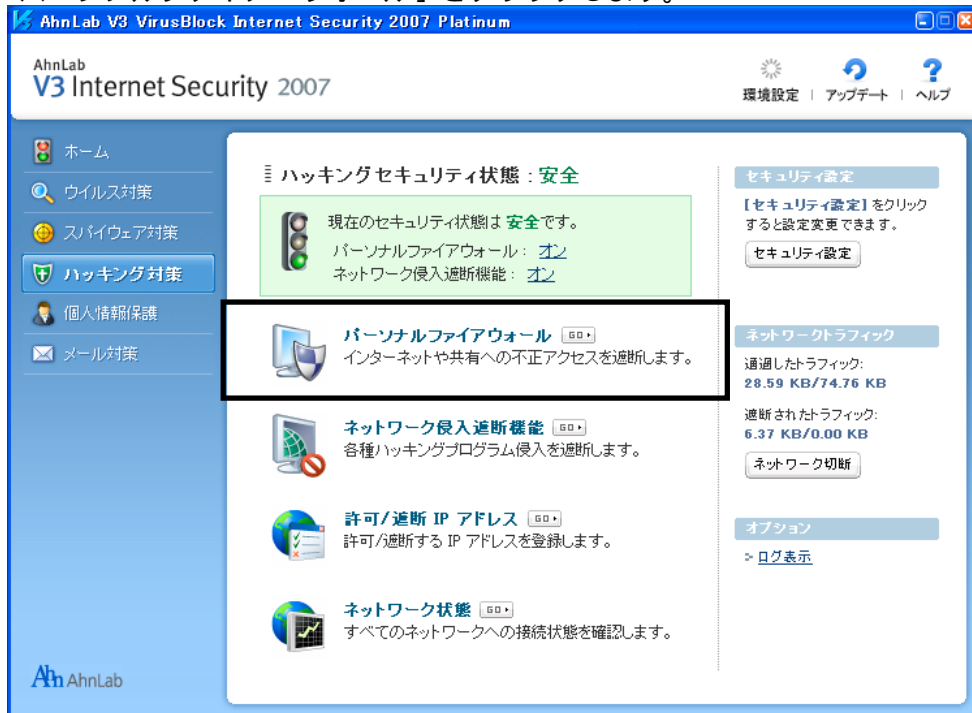 AhnLab V3 VirusBlock Internet Security 2007 Platinum
AhnLab
V3 Internet Security 2007
環境設定 | アップデート | ヘルプ
ホーム
ウイルス対策
スパイウェア対策
ハッキング対策
個人情報保護
メール対策
ハッキングセキュリティ状態 : 安全
現在のセキュリティ状態は 安全です。
パーソナルファイアウォール : オン
ネットワーク侵入遮断機能 : オン
パーソナルファイアウォール GO
インターネットや共有への不正アクセスを遮断します。
ネットワーク侵入遮断機能 GO
各種ハッキングプログラム侵入を遮断します。
許可/遮断 IP アドレス GO
許可/遮断する IP アドレスを登録します。
ネットワーク状態 GO
すべてのネットワークへの接続状態を確認します。
セキュリティ設定
【セキュリティ設定】をクリック
すると設定変更できます。
セキュリティ設定
ネットワークトラフィック
通過したトラフィック:
28.59 KB/74.76 KB
遮断されたトラフィック:
6.37 KB/0.00 KB
ネットワーク切断
オプション
> ログ表示
Ahn AhnLab